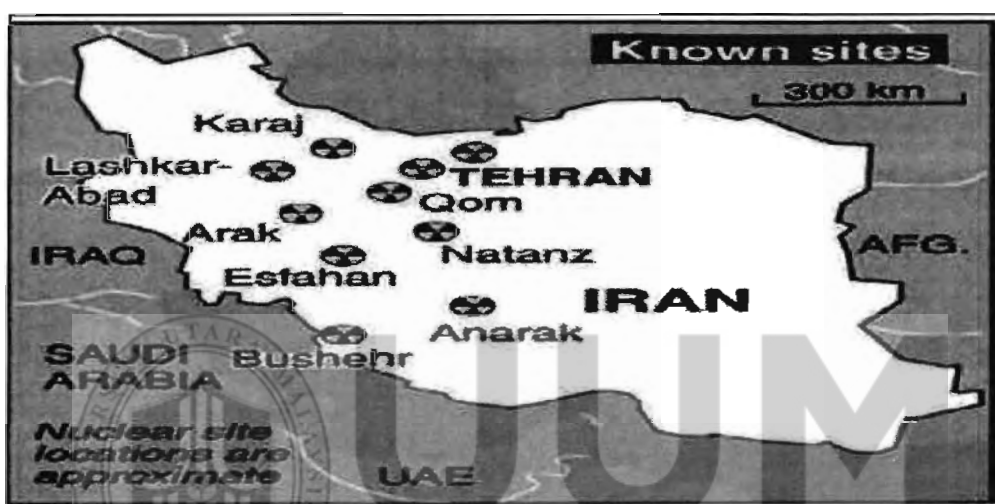 Known sites
300 km
Karaj
Lashkar-
Abad
TEHRAN
Qom
Arak
Natanz
IRAQ
AFG.
Esfahan
IRAN
Anarak
Bushehr
SAUDI
ARABIA
Nuclear site
locations are
approximate
UAE
UUM